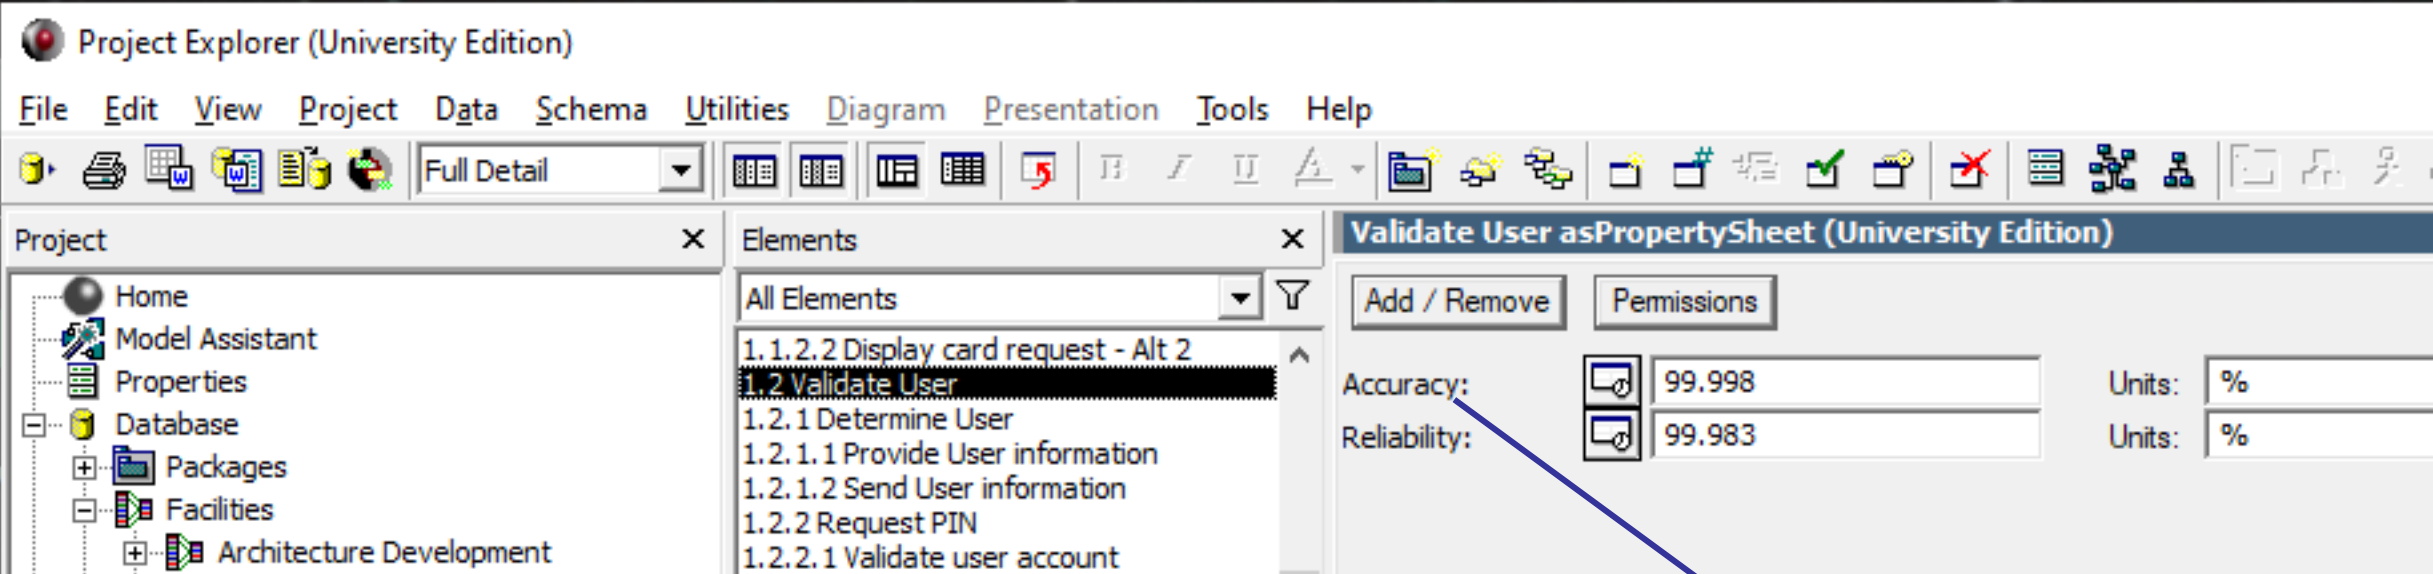 Project Explorer (University Edition)
File Edit View Project Data Schema Utilities Diagram Presentation Tools Help
Full Detail
Project
Home
Model Assistant
Properties
Database
Packages
Facilities
Architecture Development
Elements
All Elements
1.1.2.2 Display card request - Alt 2
1.2 Validate User
1.2.1 Determine User
1.2.1.1 Provide User information
1.2.1.2 Send User information
1.2.2 Request PIN
1.2.2.1 Validate user account
Validate User asPropertySheet (University Edition)
Add / Remove Permissions
Accuracy: 99.998 Units: %
Reliability: 99.983 Units: %